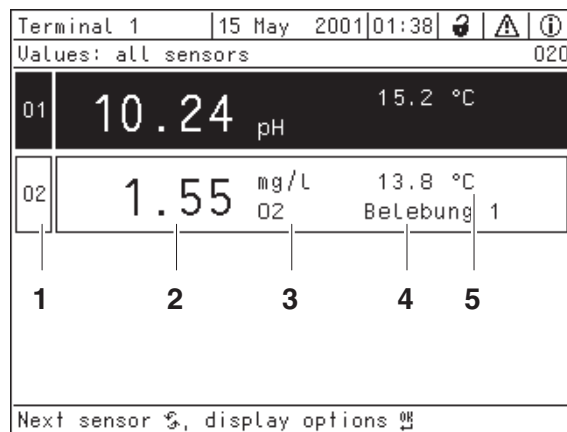 Terminal 1 15 May 2001 01:38
Values: all sensors 020
01 10.24 pH 15.2 °C
02 1.55 mg/l O2 13.8 °C
Belebung 1
1 2 3 4 5
Next sensor , display options OK